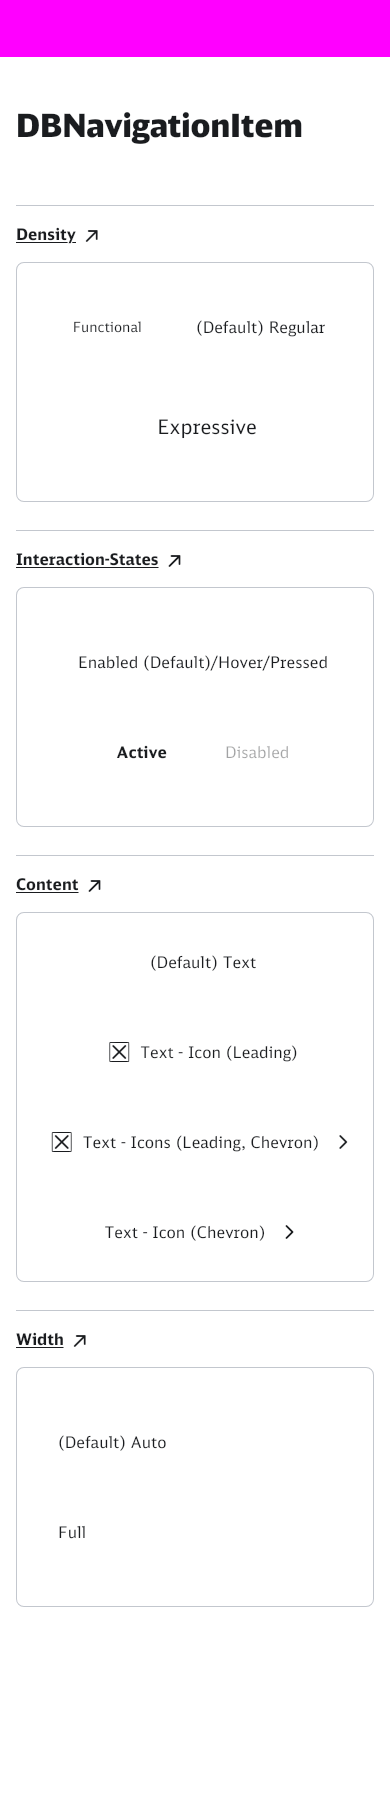 DBNavigationItem
Density
Functional
(Default) Regular
Expressive
Interaction-States
Enabled (Default)/Hover/Pressed
Active
Disabled
Content
(Default) Text
Text - Icon (Leading)
Text - Icons (Leading, Chevron)
Text - Icon (Chevron)
Width
(Default) Auto
Full